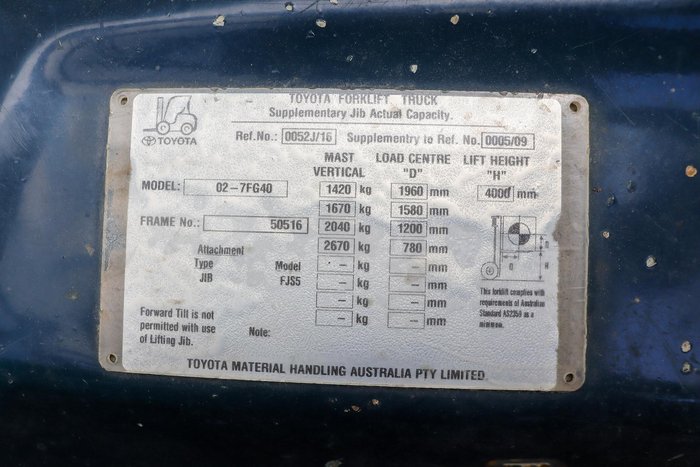 TOYOTA FORKLIFT TRUCK
Supplementary Jib Actual Capacity.
TOYOTA
Ref.No.: 0052J/16 Supplementry to Ref. No. 0005/09
MAST VERTICAL LOAD CENTRE "D" LIFT HEIGHT "H"
MODEL: 02-7FG40 1420 kg 1960 mm 4000 mm
1670 kg 1580 mm
FRAME No.: 50516 2040 kg 1200 mm
2670 kg 780 mm
Attachment
Type Model – kg – mm
JIB FJS5 – kg – mm
– kg – mm
– kg – mm
D
H
This forklift complies with
requirements of Australian
Standard AS2359 as a
minimum.
Forward Tilt is not
permitted with use
of Lifting Jib.
Note:
TOYOTA MATERIAL HANDLING AUSTRALIA PTY LIMITED